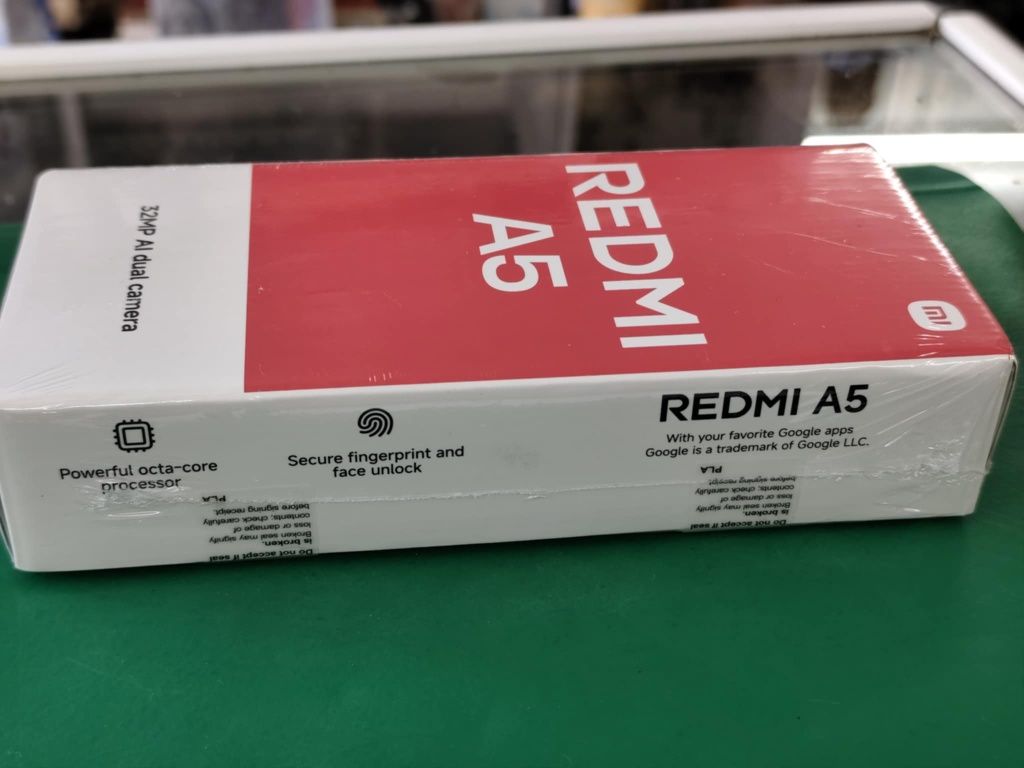 REDMI
A5
32MP AI dual camera
mi
Powerful octa-core
processor
Secure fingerprint and
face unlock
REDMI A5
With your favorite Google apps
Google is a trademark of Google LLC.
Do not accept if seal
is broken.
Broken seal may signify
loss or damage of
contents, check carefully
before signing receipt.
PLA
Do not accept if seal
is broken.
Broken seal may signify
loss or damage of
contents, check carefully
before signing receipt.
PLA